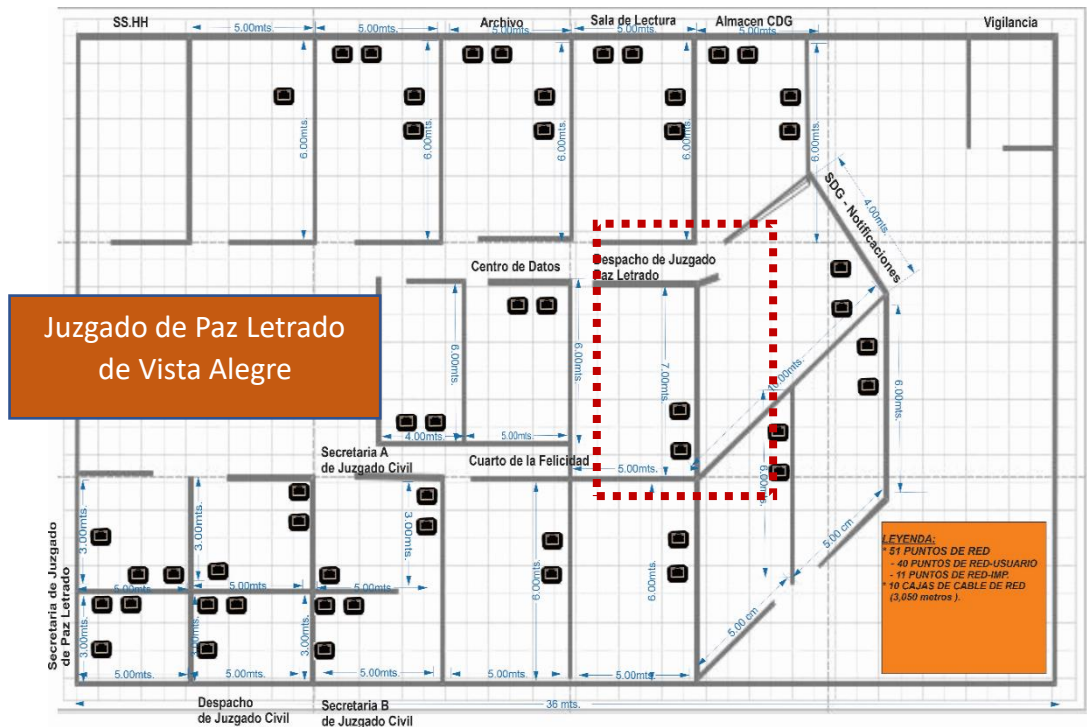 SS.HH
Archivo
Sala de Lectura
Almacen CDG
Vigilancia
5.00mts.
5.00mts.
5.00mts.
5.00mts.
5.00mts.
6.00mts.
6.00mts.
6.00mts.
6.00mts.
6.00mts.
SDG - Notificaciones
4.00mts.
Centro de Datos
Despacho de Juzgado
Paz Letrado
Juzgado de Paz Letrado
de Vista Alegre
6.00mts.
6.00mts.
7.00mts.
10.00mts.
6.00mts.
4.00mts.
5.00mts.
Secretaria A
de Juzgado Civil
Cuarto de la Felicidad
5.00mts.
6.00mts.
3.00mts.
3.00mts.
3.00mts.
6.00mts.
6.00mts.
5.00 cm
LEYENDA:
* 51 PUNTOS DE RED
- 40 PUNTOS DE RED-USUARIO
- 11 PUNTOS DE RED-IMP.
* 10 CAJAS DE CABLE DE RED
(3,050 metros ).
Secretaria de Juzgado
de Paz Letrado
5.00mts.
5.00mts.
5.00mts.
3.00mts.
3.00mts.
3.00mts.
5.00 cm
5.00mts.
5.00mts.
5.00mts.
5.00mts.
5.00mts.
Despacho
de Juzgado Civil
Secretaria B
de Juzgado Civil
36 mts.